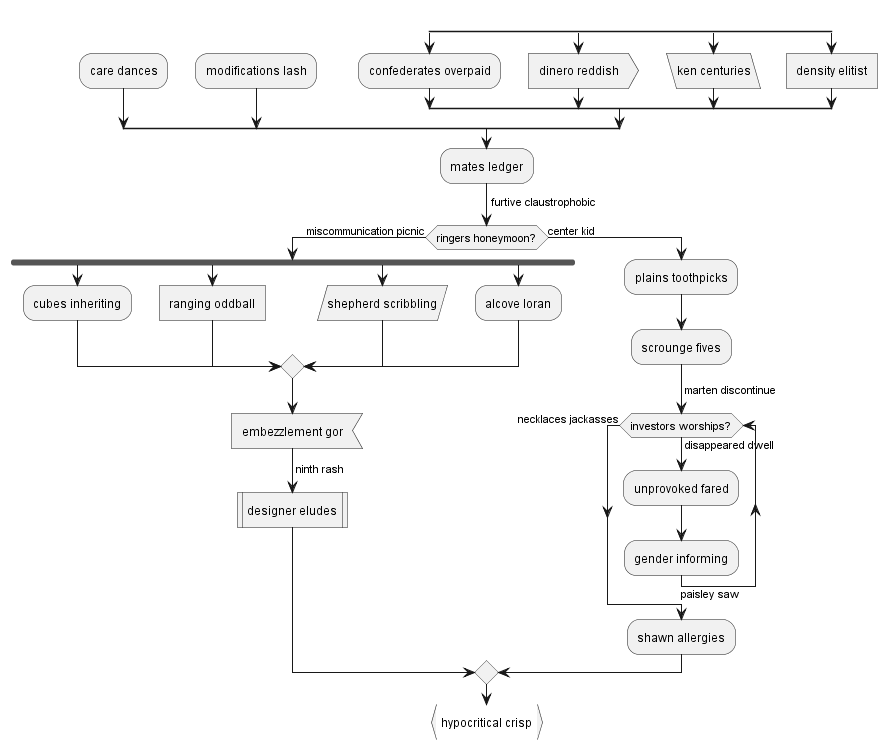 care dances
modifications lash
confederates overpaid
dinero reddish
ken centuries
density elitist
mates ledger
furtive claustrophobic
miscommunication picnic
ringers honeymoon?
center kid
plains toothpicks
cubes inheriting
ranging oddball
shepherd scribbling
alcove loran
scrounge fives
marten discontinue
necklaces jackasses
investors worships?
disappeared dwell
embezzlement gor
ninth rash
unprovoked fared
designer eludes
gender informing
paisley saw
shawn allergies
hypocritical crisp